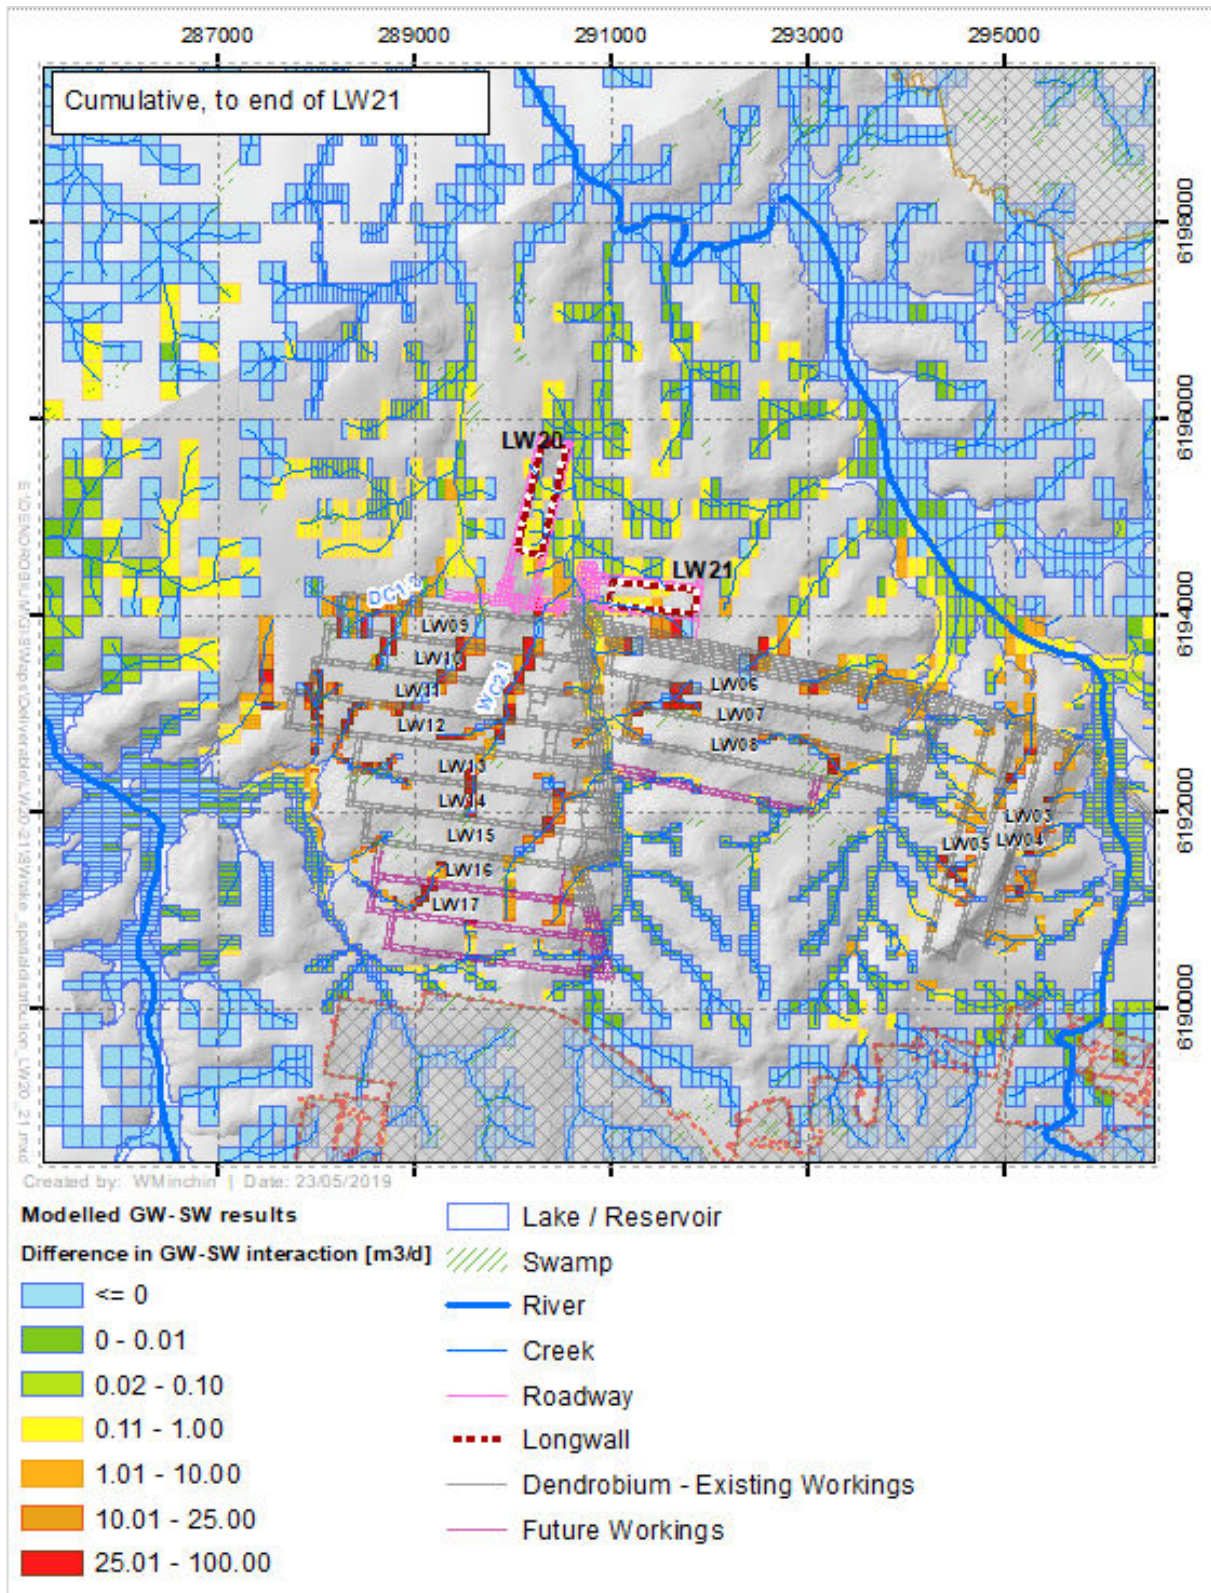 287000 289000 291000 293000 295000
Cumulative, to end of LW21
6198000
6196000
6194000
6192000
6190000
LW20
LW21
DC13
LW09
LW10
LW11
WC21
LW12
LW13
LW14
LW15
LW16
LW17
LW06
LW07
LW08
LW03
LW05
LW04
Created by: WMinchin | Date: 23/05/2019
Modelled GW-SW results
Difference in GW-SW interaction [m3/d]
<= 0
0 - 0.01
0.02 - 0.10
0.11 - 1.00
1.01 - 10.00
10.01 - 25.00
25.01 - 100.00
Lake / Reservoir
Swamp
River
Creek
Roadway
Longwall
Dendrobium - Existing Workings
Future Workings